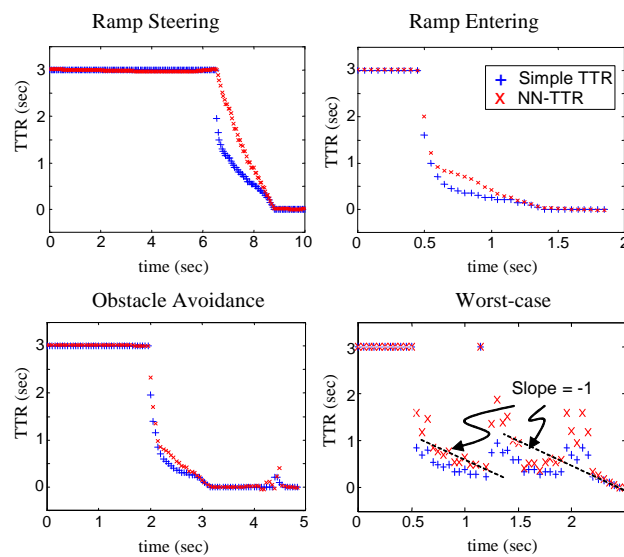 Ramp Steering
Ramp Entering
TTR (sec)
3
2
1
0
0 2 4 6 8 10
time (sec)
TTR (sec)
3
2
1
0
0 0.5 1 1.5 2
time (sec)
Simple TTR
NN-TTR
Obstacle Avoidance
Worst-case
TTR (sec)
3
2
1
0
0 1 2 3 4 5
time (sec)
TTR (sec)
3
2
1
0
0 0.5 1 1.5 2
time (sec)
Slope = -1